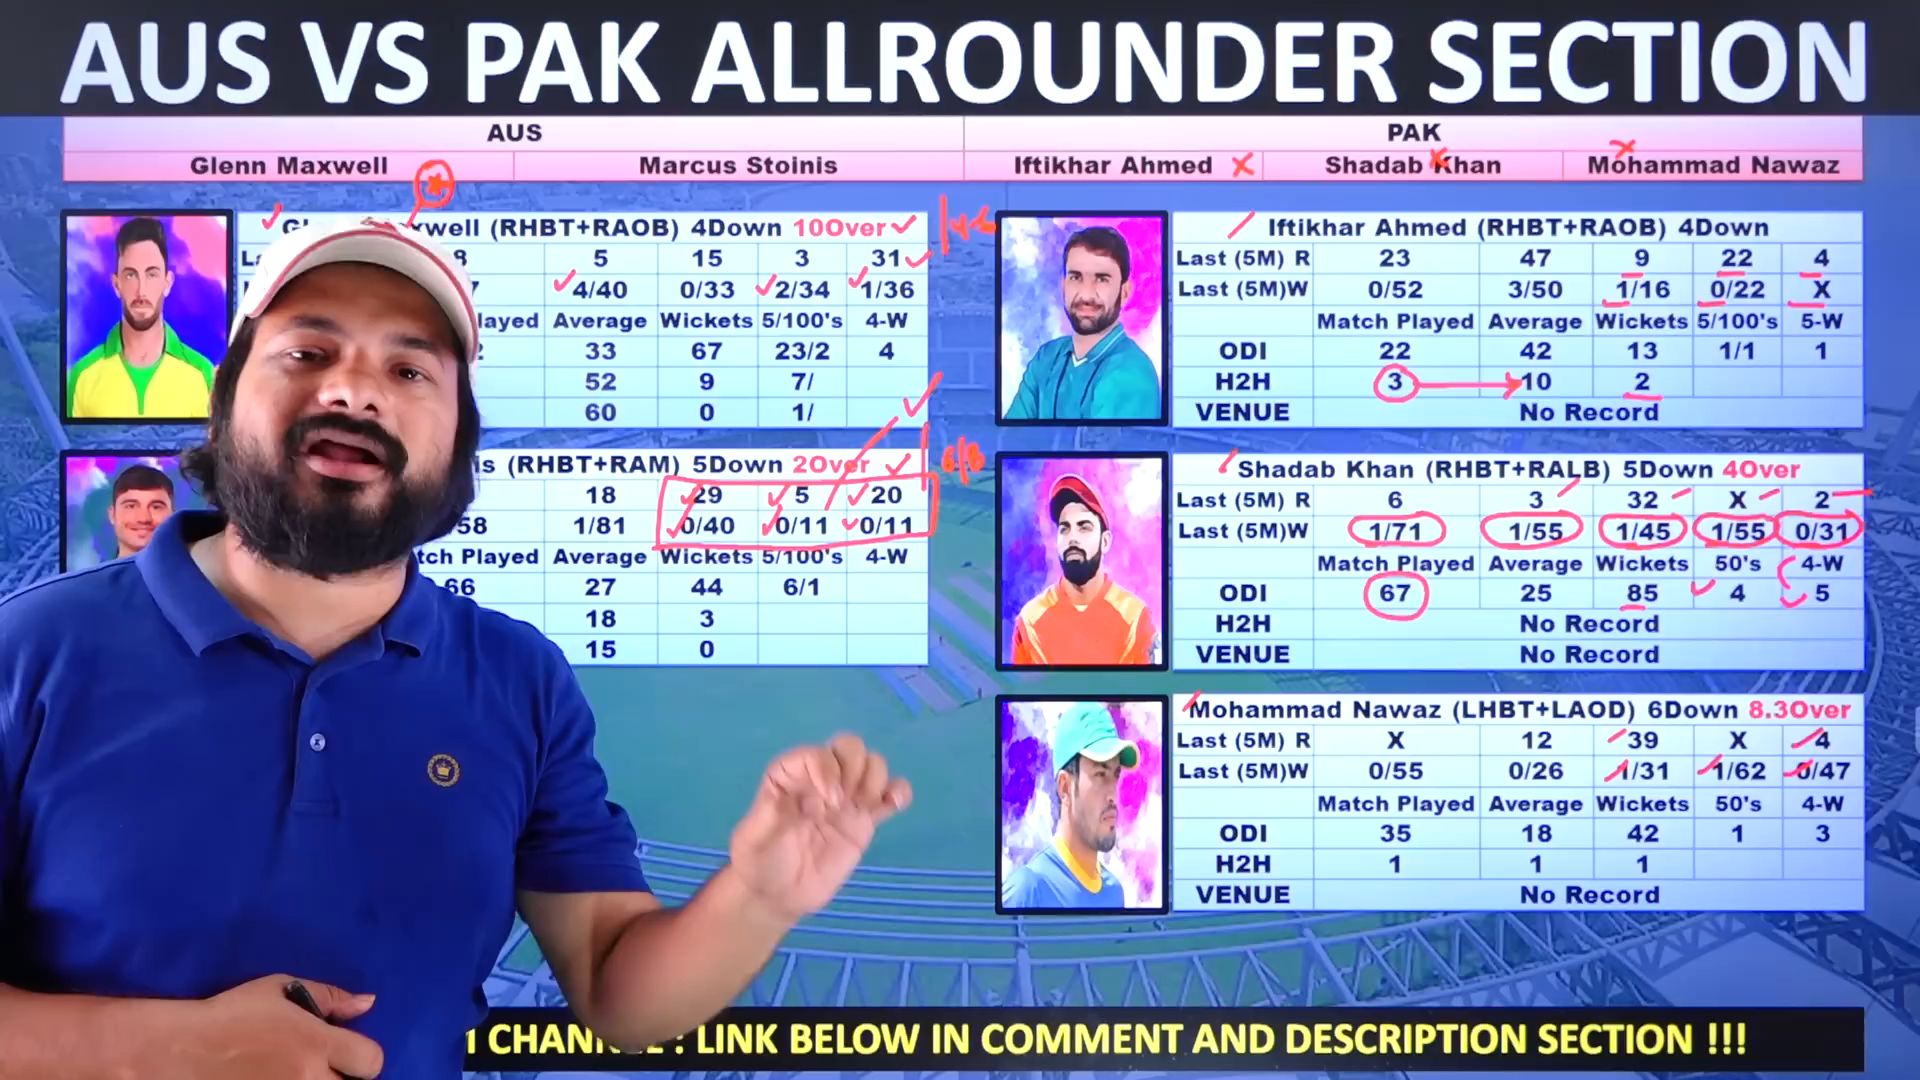 AUS VS PAK ALLROUNDER SECTION
AUS PAK
Glenn Maxwell Marcus Stoinis Iftikhar Ahmed Shadab Khan Mohammad Nawaz
xwell (RHBT+RAOB) 4Down 10Over
8 5 15 3 31
4/40 0/33 2/34 1/36
layed Average Wickets 5/100's 4-W
33 67 23/2 4
52 9 7/
60 0 1/
is (RHBT+RAM) 5Down 2Over
18 29 5 20
58 1/81 0/40 0/11 0/11
tch Played Average Wickets 5/100's 4-W
66 27 44 6/1
18 3
15 0
Iftikhar Ahmed (RHBT+RAOB) 4Down
Last (5M) R 23 47 9 22 4
Last (5M)W 0/52 3/50 1/16 0/22 X
Match Played Average Wickets 5/100's 5-W
ODI 22 42 13 1/1 1
H2H 3 10 2
VENUE No Record
Shadab Khan (RHBT+RALB) 5Down 4Over
Last (5M) R 6 3 32 X 2
Last (5M)W 1/71 1/55 1/45 1/55 0/31
Match Played Average Wickets 50's 4-W
ODI 67 25 85 4 5
H2H No Record
VENUE No Record
Mohammad Nawaz (LHBT+LAOD) 6Down 8.3Over
Last (5M) R X 12 39 X 4
Last (5M)W 0/55 0/26 1/31 1/62 0/47
Match Played Average Wickets 50's 4-W
ODI 35 18 42 1 3
H2H 1 1 1
VENUE No Record
: LINK BELOW IN COMMENT AND DESCRIPTION SECTION !!!